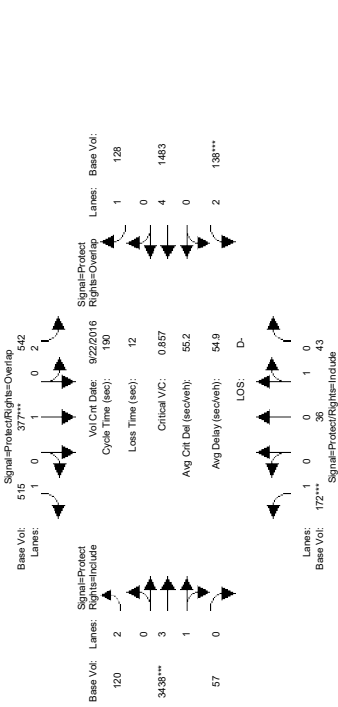 Signal=Protect/Rights=Overlap
Base Vol: 515 377*** 542
Lanes: 1 0 1 0 2
Signal=Protect
Rights=Include
Signal=Protect
Rights=Overlap
Base Vol: Lanes:
Vol Cnt Date: 9/22/2016
Lanes: Base Vol:
Cycle Time (sec): 190
120 2
1 128
Loss Time (sec): 12
0
0
3438*** 3
Critical V/C: 0.857
4 1483
1
Avg Crit Del (sec/veh): 55.2
0
57 0
Avg Delay (sec/veh): 54.9
2 138***
LOS: D-
Lanes: 1 0 0 1 0
Base Vol: 172*** 36 43
Signal=Protect/Rights=Include